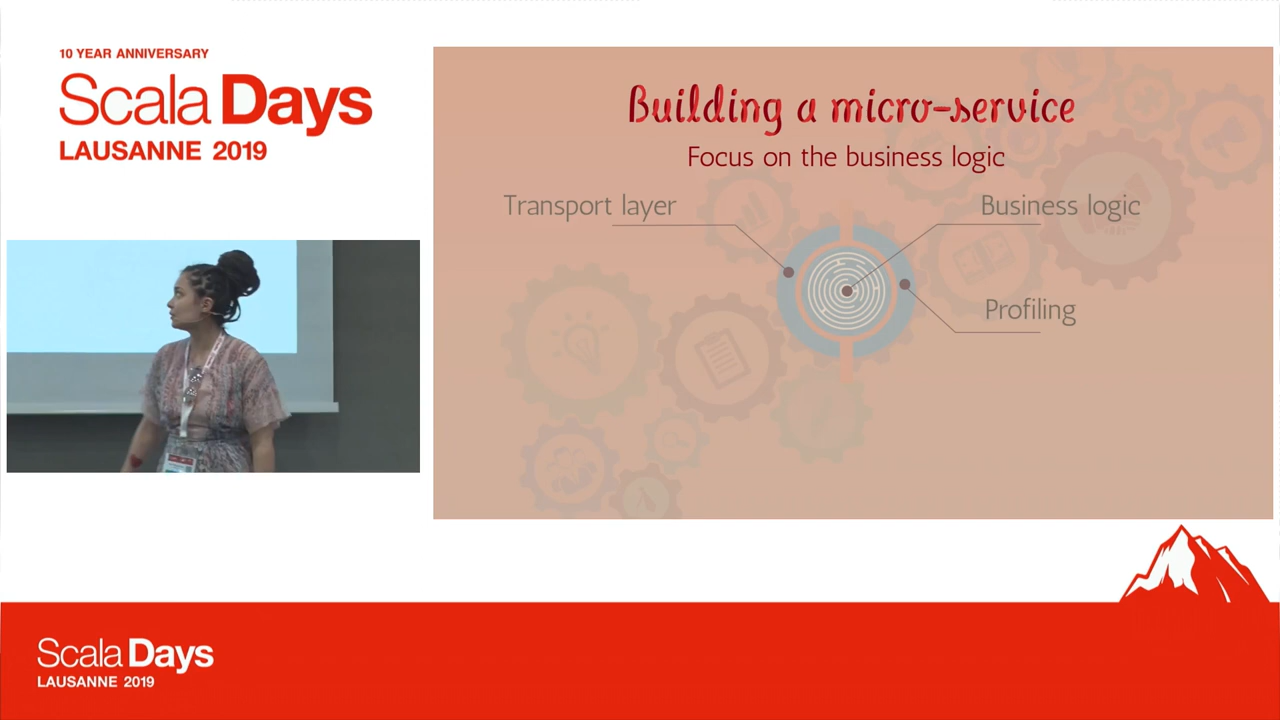 10 YEAR ANNIVERSARY
Scala Days
LAUSANNE 2019
Building a micro-service
Focus on the business logic
Transport layer
Business logic
Profiling
Scala Days
LAUSANNE 2019